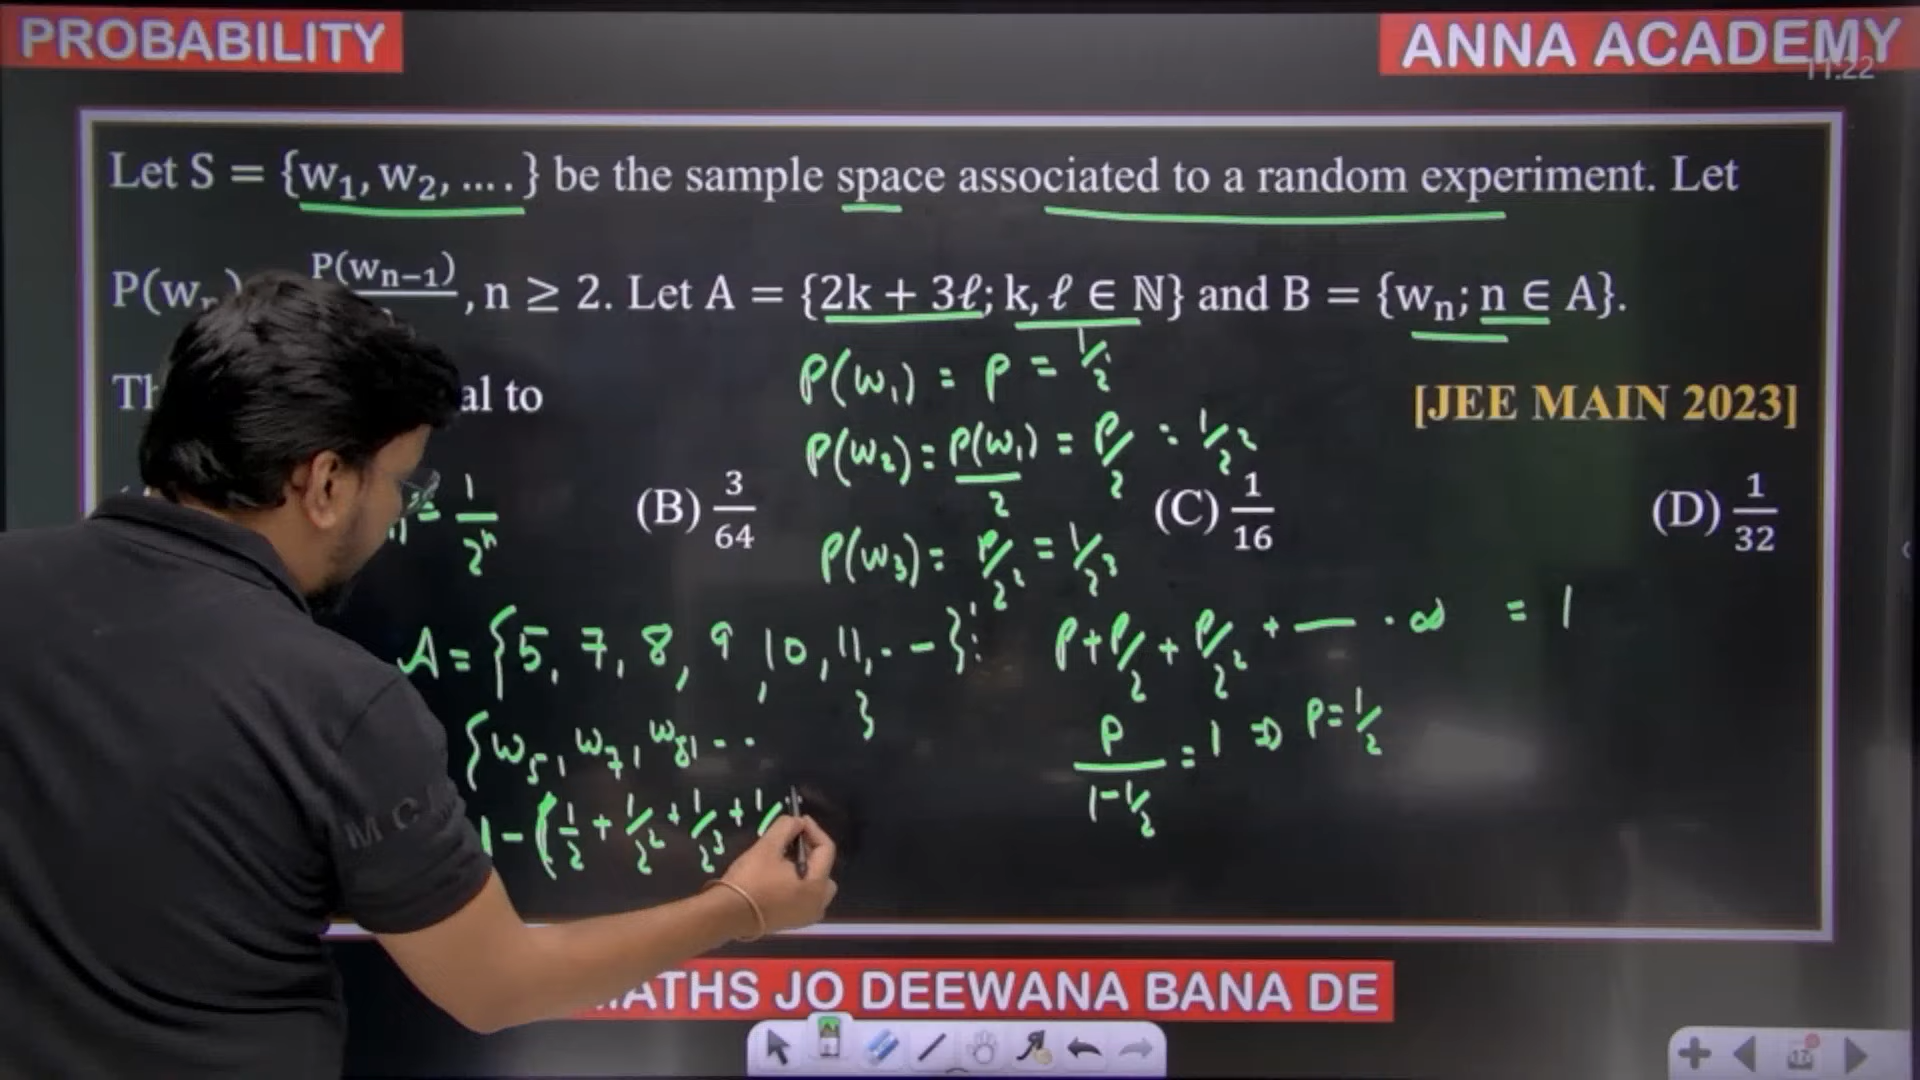 PROBABILITY
ANNA ACADEMY
11:22
Let S = {w₁, w₂, ....} be the sample space associated to a random experiment. Let
P(wₙ) P(wₙ₋₁) , n ≥ 2. Let A = {2k + 3ℓ; k, ℓ ∈ ℕ} and B = {wₙ; n ∈ A}.
al to
[JEE MAIN 2023]
P(w₁) = p = 1/2
P(w₂) = P(w₁)/2 = p/2 = 1/2²
= 1/2ⁿ
(B) 3/64
(C) 1/16
(D) 1/32
P(w₃) = p/2² = 1/2³
A = {5, 7, 8, 9, 10, 11, . - -}
p + p/2 + p/2² + — . ∞ = 1
{w₅, w₇, w₈, - - }
p/(1-1/2) = 1 ⇒ p = 1/2
1 - (1/2 + 1/2² + 1/2³ + 1/
MATHS JO DEEWANA BANA DE